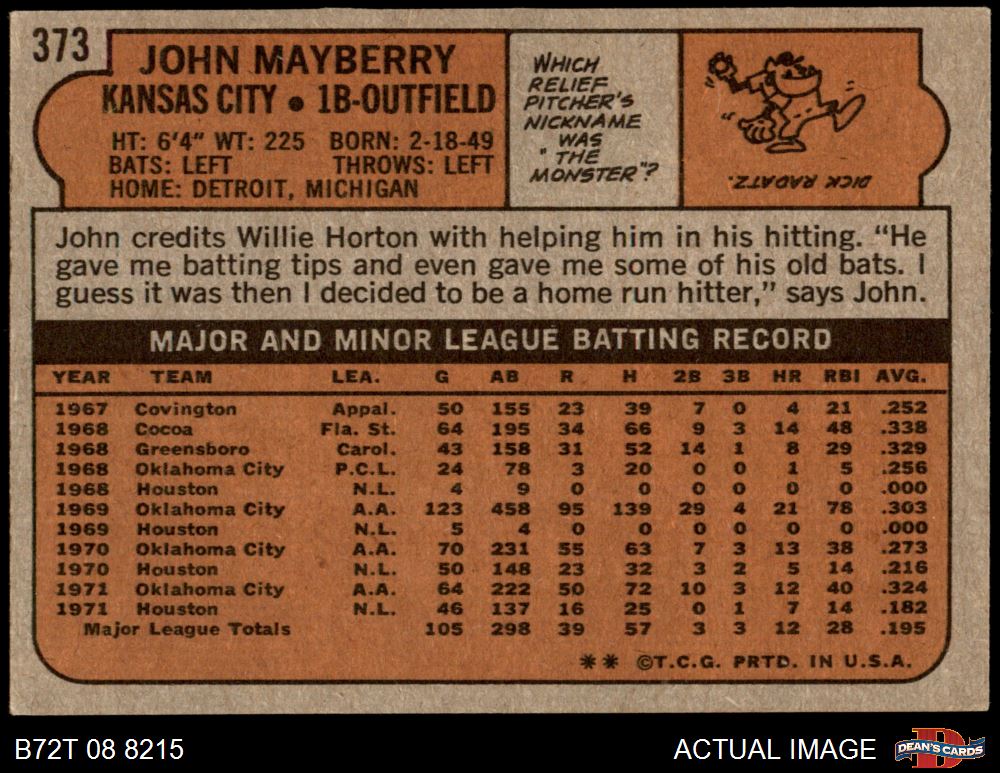 373
JOHN MAYBERRY
KANSAS CITY • 1B-OUTFIELD
HT: 6'4" WT: 225 BORN: 2-18-49
BATS: LEFT THROWS: LEFT
HOME: DETROIT, MICHIGAN
WHICH
RELIEF
PITCHER'S
NICKNAME
WAS
"THE
MONSTER"?
DICK RADATZ.
John credits Willie Horton with helping him in his hitting. "He
gave me batting tips and even gave me some of his old bats. I
guess it was then I decided to be a home run hitter," says John.
MAJOR AND MINOR LEAGUE BATTING RECORD
YEAR TEAM LEA. G AB R H 2B 3B HR RBI AVG.
1967 Covington Appal. 50 155 23 39 7 0 4 21 .252
1968 Cocoa Fla. St. 64 195 34 66 9 3 14 48 .338
1968 Greensboro Carol. 43 158 31 52 14 1 8 29 .329
1968 Oklahoma City P.C.L. 24 78 3 20 0 0 1 5 .256
1968 Houston N.L. 4 9 0 0 0 0 0 0 .000
1969 Oklahoma City A.A. 123 458 95 139 29 4 21 78 .303
1969 Houston N.L. 5 4 0 0 0 0 0 0 .000
1970 Oklahoma City A.A. 70 231 55 63 7 3 13 38 .273
1970 Houston N.L. 50 148 23 32 3 2 5 14 .216
1971 Oklahoma City A.A. 64 222 50 72 10 3 12 40 .324
1971 Houston N.L. 46 137 16 25 0 1 7 14 .182
Major League Totals 105 298 39 57 3 3 12 28 .195
** ©T.C.G. PRTD. IN U.S.A.
B72T 08 8215 ACTUAL IMAGE
D
DEAN'S CARDS